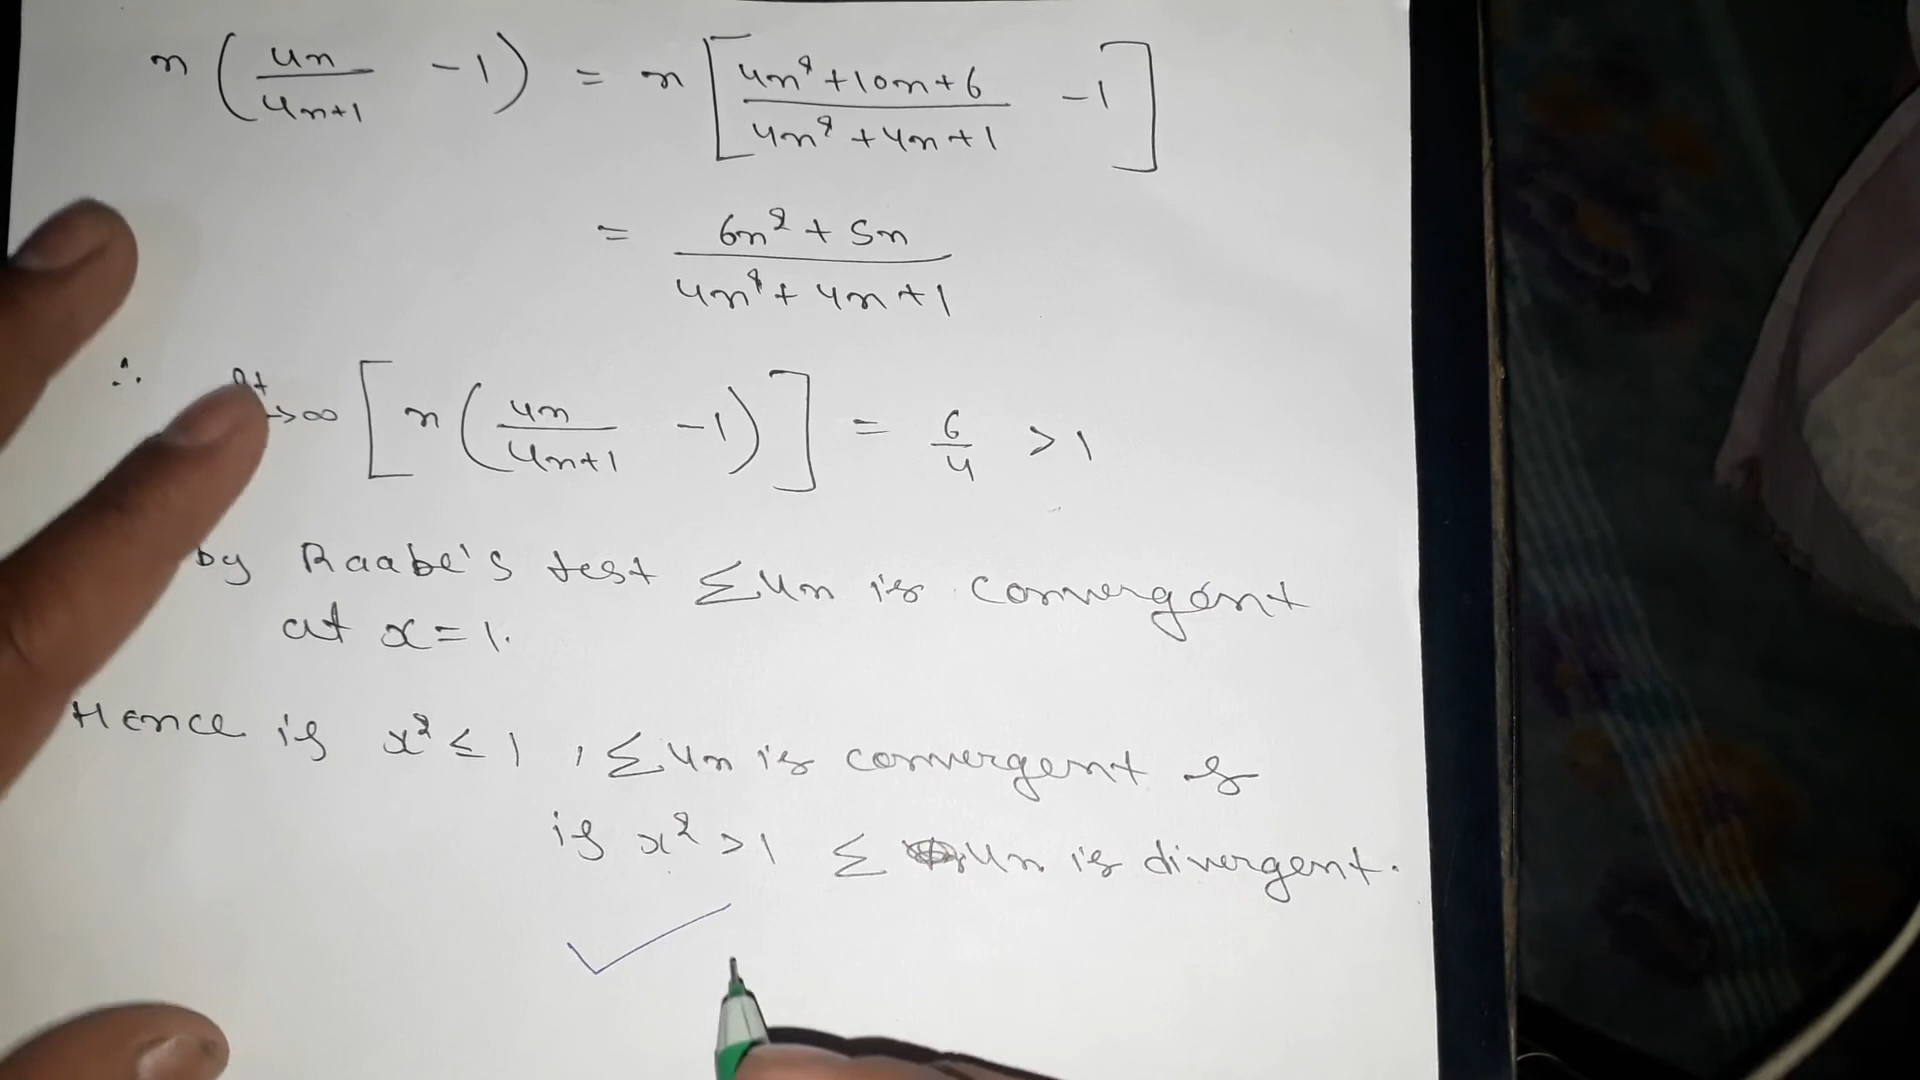 n ( un / un+1 - 1 ) = n [ 4n² + 10n + 6 / 4n² + 4n + 1 - 1 ]
= 6n² + 5n / 4n² + 4n + 1
∴ lt →∞ [ n ( un / un+1 - 1 ) ] = 6/4 > 1
by Raabe's test Σun is convergent
at x = 1.
Hence if x² ≤ 1 , Σun is convergent &
if x² > 1 Σ un is divergent.